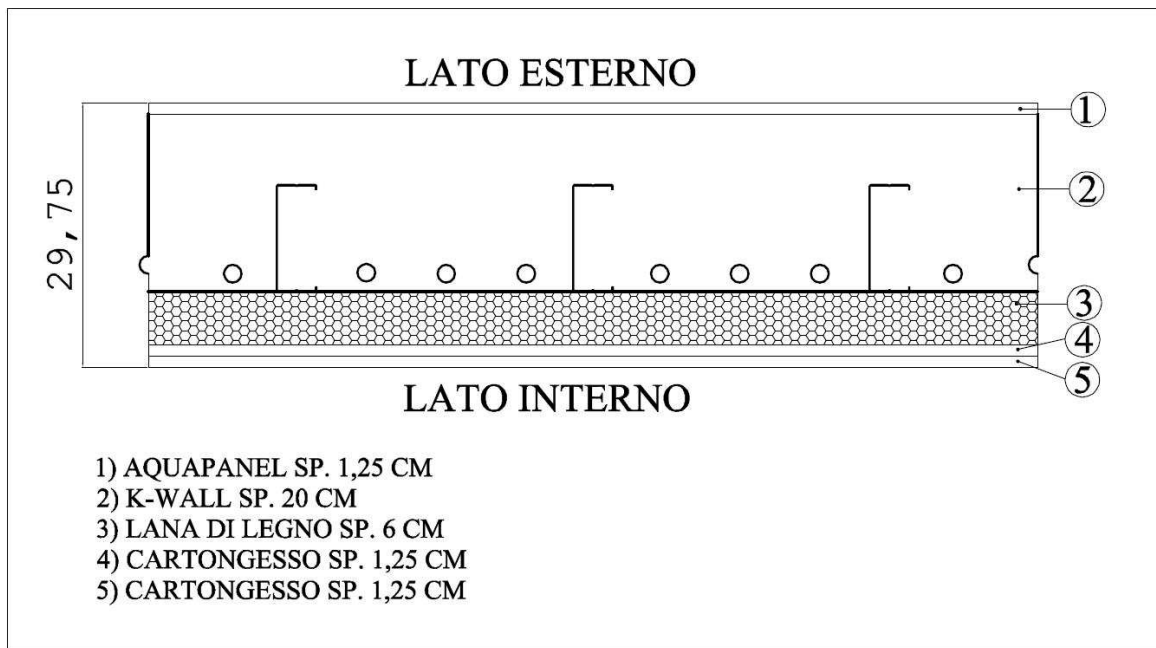 LATO ESTERNO
1
2
29,75
3
4
5
LATO INTERNO
1) AQUAPANEL SP. 1,25 CM
2) K-WALL SP. 20 CM
3) LANA DI LEGNO SP. 6 CM
4) CARTONGESSO SP. 1,25 CM
5) CARTONGESSO SP. 1,25 CM